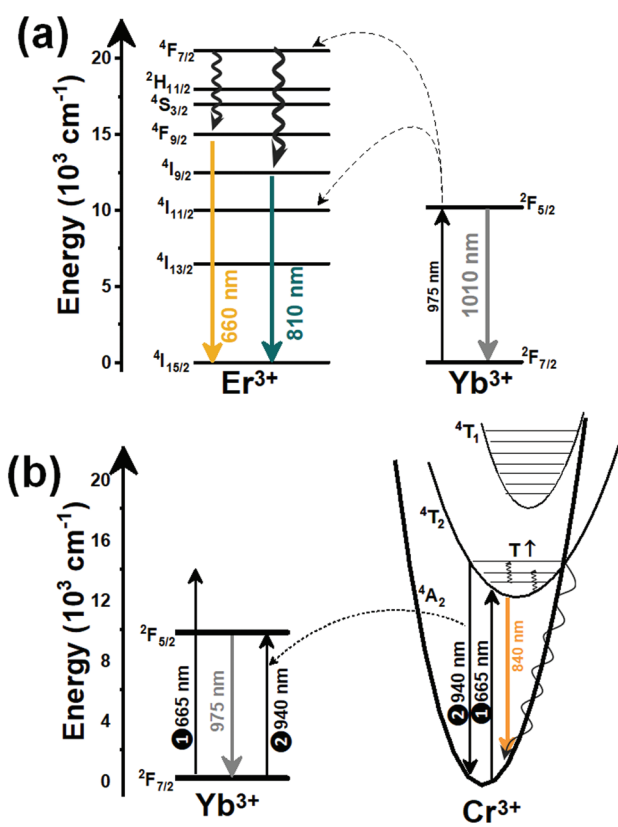 (a)
Energy (10³ cm⁻¹)
20
15
10
5
0
⁴F₇/₂
²H₁₁/₂
⁴S₃/₂
⁴F₉/₂
⁴I₉/₂
⁴I₁₁/₂
⁴I₁₃/₂
⁴I₁₅/₂
660 nm
810 nm
Er³⁺
²F₅/₂
975 nm
1010 nm
²F₇/₂
Yb³⁺
(b)
Energy (10³ cm⁻¹)
20
16
12
8
4
0
²F₅/₂
❶665 nm
975 nm
❷940 nm
²F₇/₂
Yb³⁺
⁴T₁
⁴T₂
T↑
⁴A₂
❷940 nm
❶665 nm
840 nm
Cr³⁺